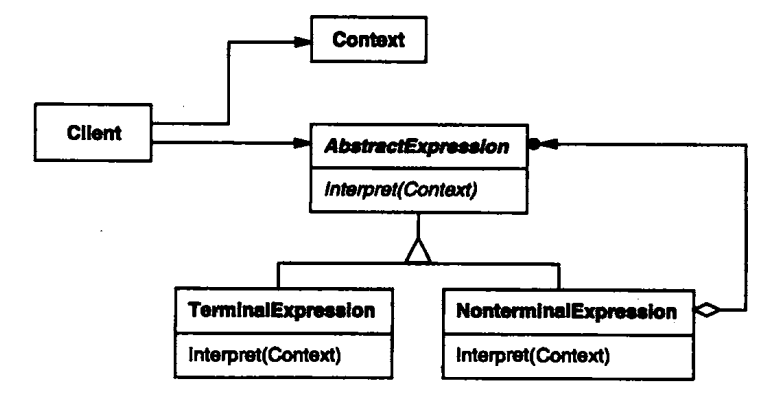 Context
Client
AbstractExpression
Interpret(Context)
TerminalExpression
Interpret(Context)
NonterminalExpression
Interpret(Context)